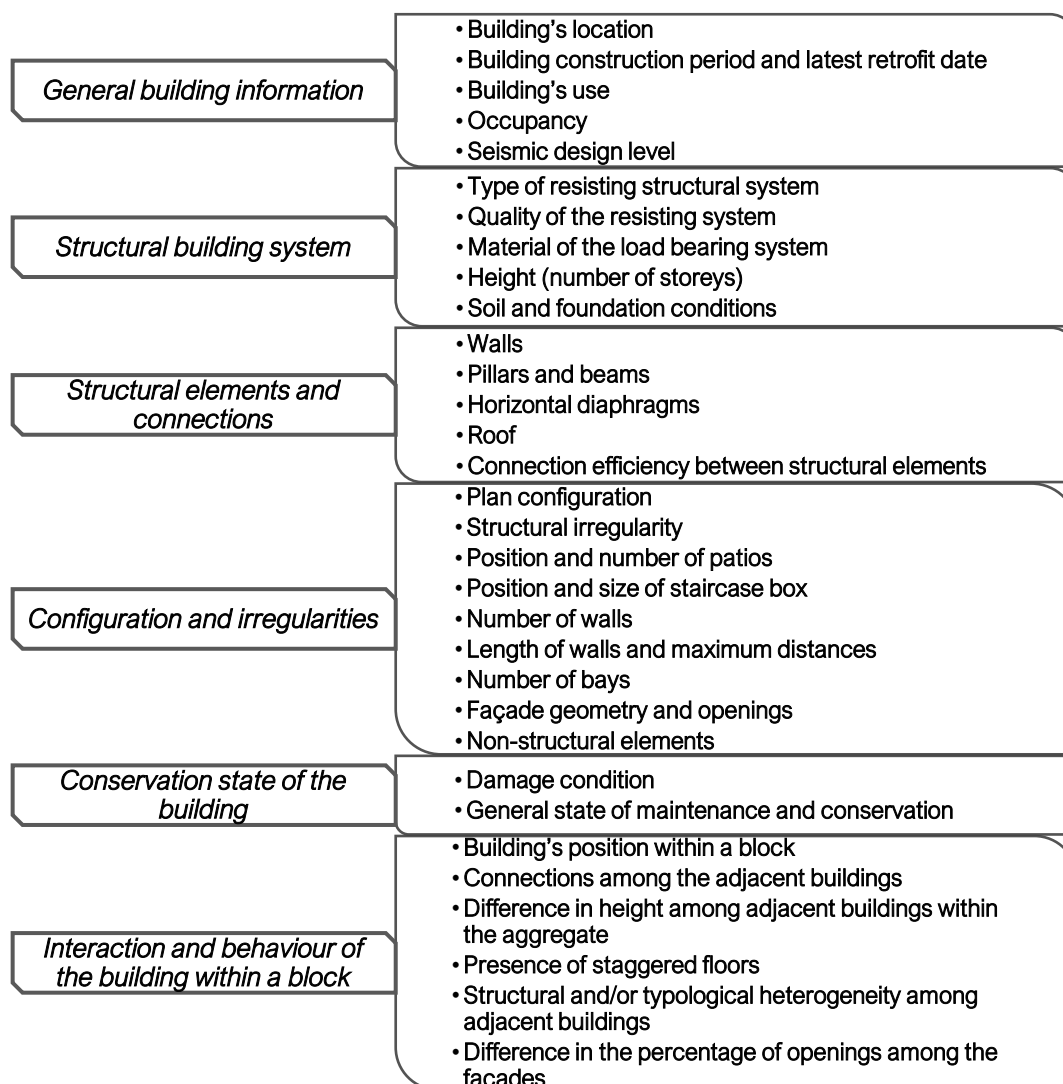 General building information
• Building's location
• Building construction period and latest retrofit date
• Building's use
• Occupancy
• Seismic design level
Structural building system
• Type of resisting structural system
• Quality of the resisting system
• Material of the load bearing system
• Height (number of storeys)
• Soil and foundation conditions
Structural elements and
connections
• Walls
• Pillars and beams
• Horizontal diaphragms
• Roof
• Connection efficiency between structural elements
Configuration and irregularities
• Plan configuration
• Structural irregularity
• Position and number of patios
• Position and size of staircase box
• Number of walls
• Length of walls and maximum distances
• Number of bays
• Façade geometry and openings
• Non-structural elements
Conservation state of the
building
• Damage condition
• General state of maintenance and conservation
Interaction and behaviour of
the building within a block
• Building's position within a block
• Connections among the adjacent buildings
• Difference in height among adjacent buildings within
the aggregate
• Presence of staggered floors
• Structural and/or typological heterogeneity among
adjacent buildings
• Difference in the percentage of openings among the
façades